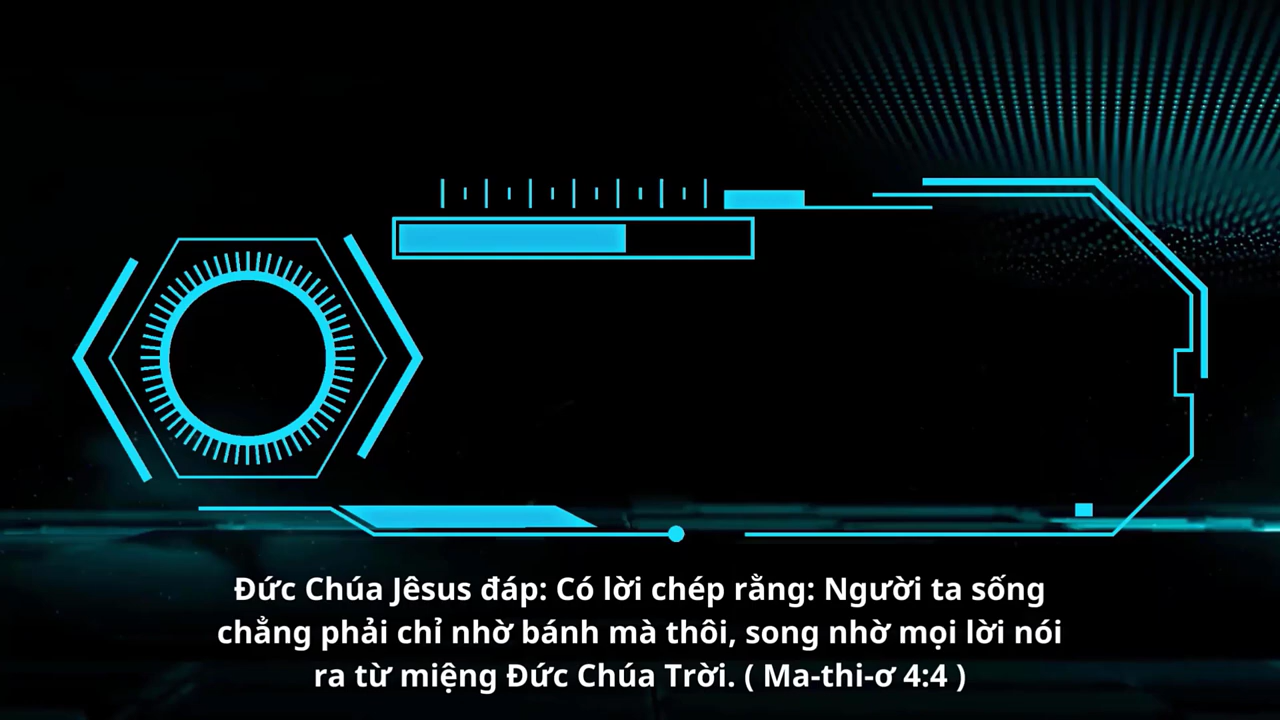 Đức Chúa Jêsus đáp: Có lời chép rằng: Người ta sống
chẳng phải chỉ nhờ bánh mà thôi, song nhờ mọi lời nói
ra từ miệng Đức Chúa Trời. ( Ma-thi-ơ 4:4 )